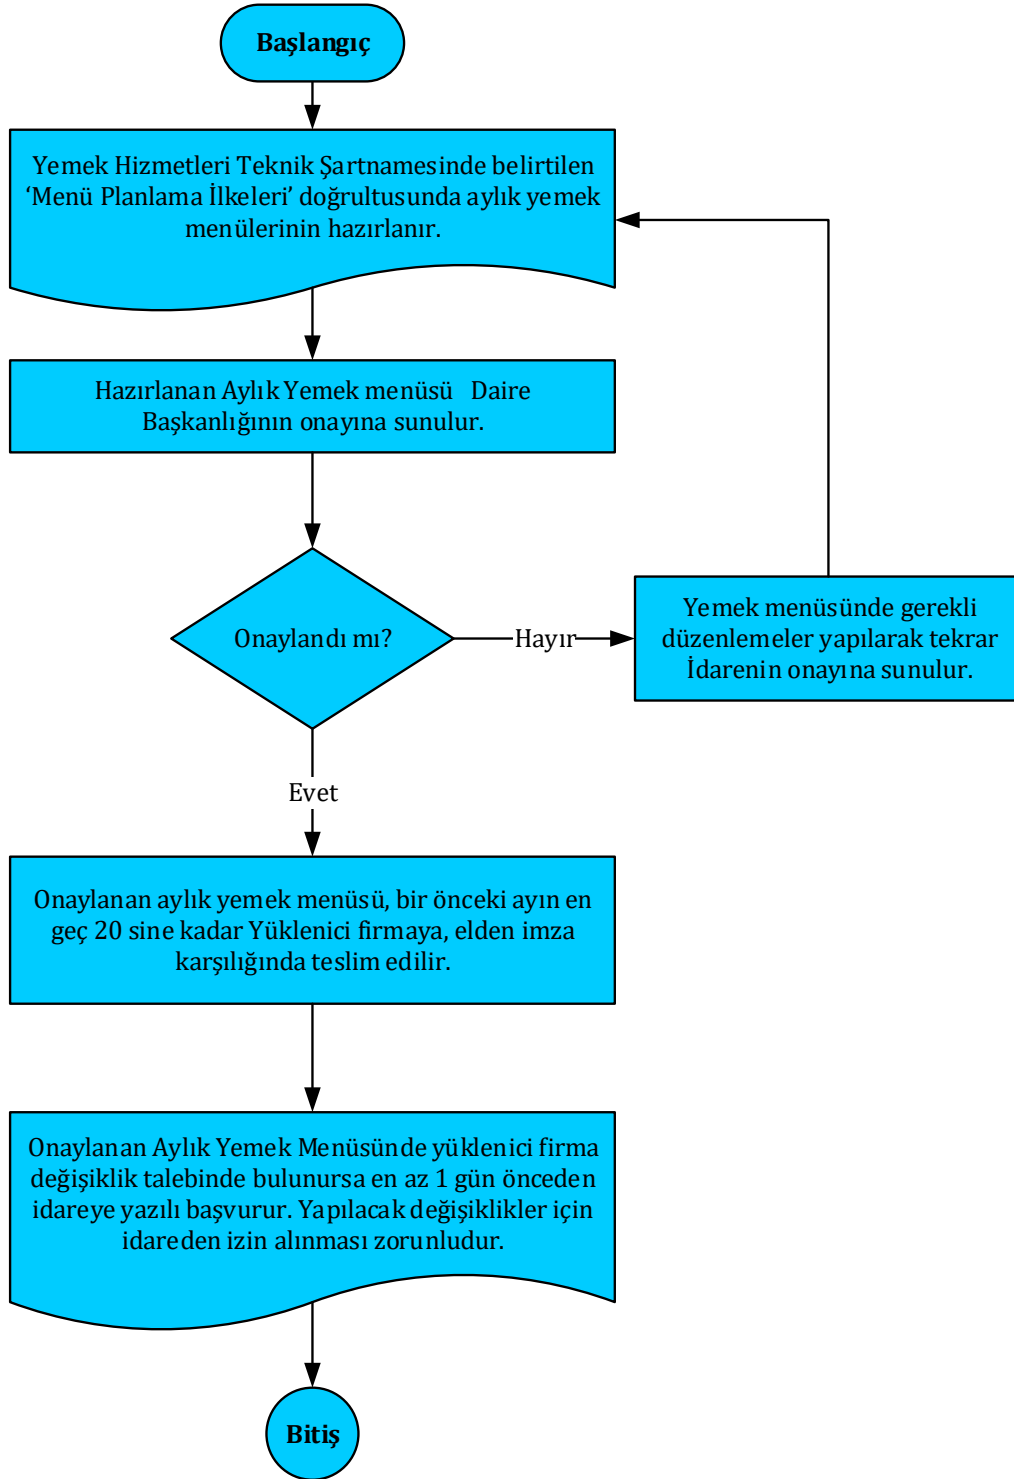 Başlangıç
Yemek Hizmetleri Teknik Şartnamesinde belirtilen
‘Menü Planlama İlkeleri’ doğrultusunda aylık yemek
menülerinin hazırlanır.
Hazırlanan Aylık Yemek menüsü   Daire
Başkanlığının onayına sunulur.
Onaylandı mı?
Hayır
Yemek menüsünde gerekli
düzenlemeler yapılarak tekrar
İdarenin onayına sunulur.
Evet
Onaylanan aylık yemek menüsü, bir önceki ayın en
geç 20 sine kadar Yüklenici firmaya, elden imza
karşılığında teslim edilir.
Onaylanan Aylık Yemek Menüsünde yüklenici firma
değişiklik talebinde bulunursa en az 1 gün önceden
idareye yazılı başvurur. Yapılacak değişiklikler için
idareden izin alınması zorunludur.
Bitiş